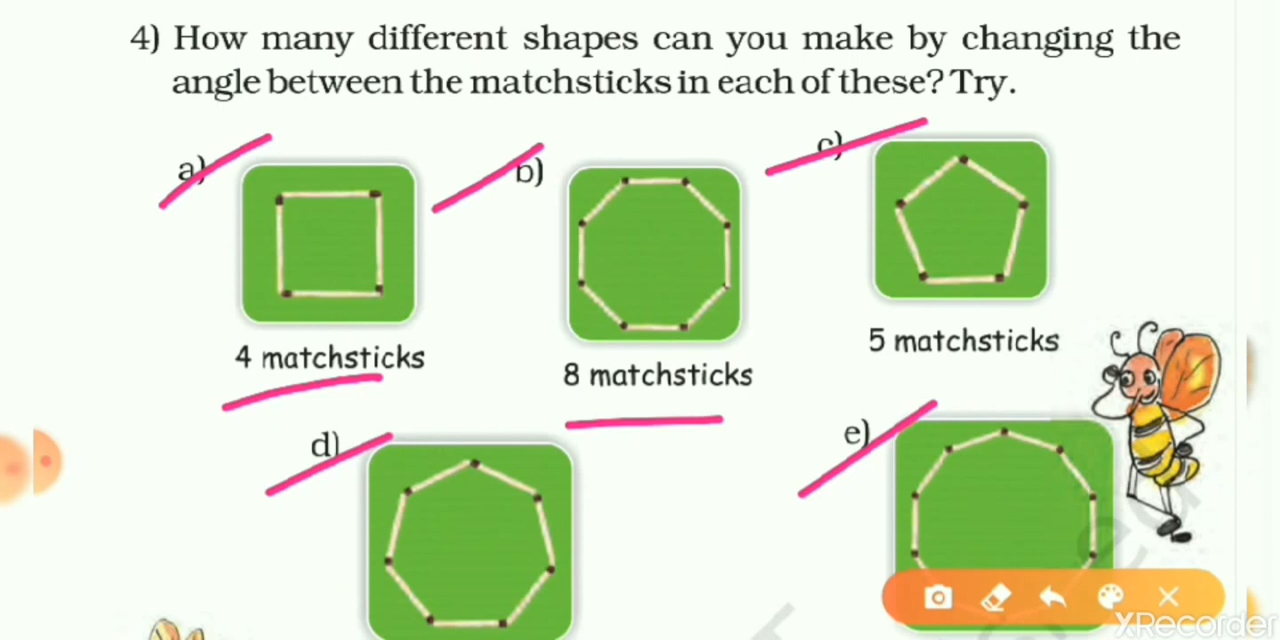 4) How many different shapes can you make by changing the
angle between the matchsticks in each of these? Try.
a)
b)
c)
4 matchsticks
8 matchsticks
5 matchsticks
d)
e)
XRecorder